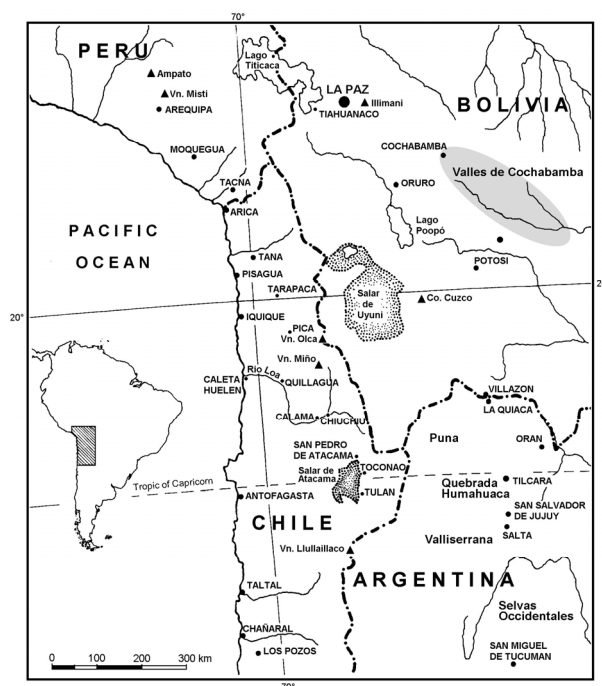 70°
PERU
Lago
Titicaca
Ampato
Vn. Misti
AREQUIPA
LA PAZ
Illimani
TIAHUANACO
BOLIVIA
MOQUEGUA
COCHABAMBA
Valles de Cochabamba
TACNA
ORURO
ARICA
Lago
Poopó
PACIFIC
OCEAN
TANA
PISAGUA
POTOSI
TARAPACA
Salar
de
Uyuni
Co. Cuzco
2
20°
IQUIQUE
PICA
Vn. Olca
Vn. Miño
Rio Loa
CALETA
HUELEN
QUILLAGUA
VILLAZON
LA QUIACA
CALAMA
CHIUCHIU
Puna
ORAN
SAN PEDRO
DE ATACAMA
Salar de
Atacama
TOCONAO
Tropic of Capricorn
TULAN
Quebrada
Humahuaca
TILCARA
ANTOFAGASTA
SAN SALVADOR
DE JUJUY
CHILE
Valliserrana
SALTA
Vn. Llullaillaco
ARGENTINA
TALTAL
Selvas
Occidentales
CHAÑARAL
LOS POZOS
SAN MIGUEL
DE TUCUMAN
0 100 200 300 km
70°